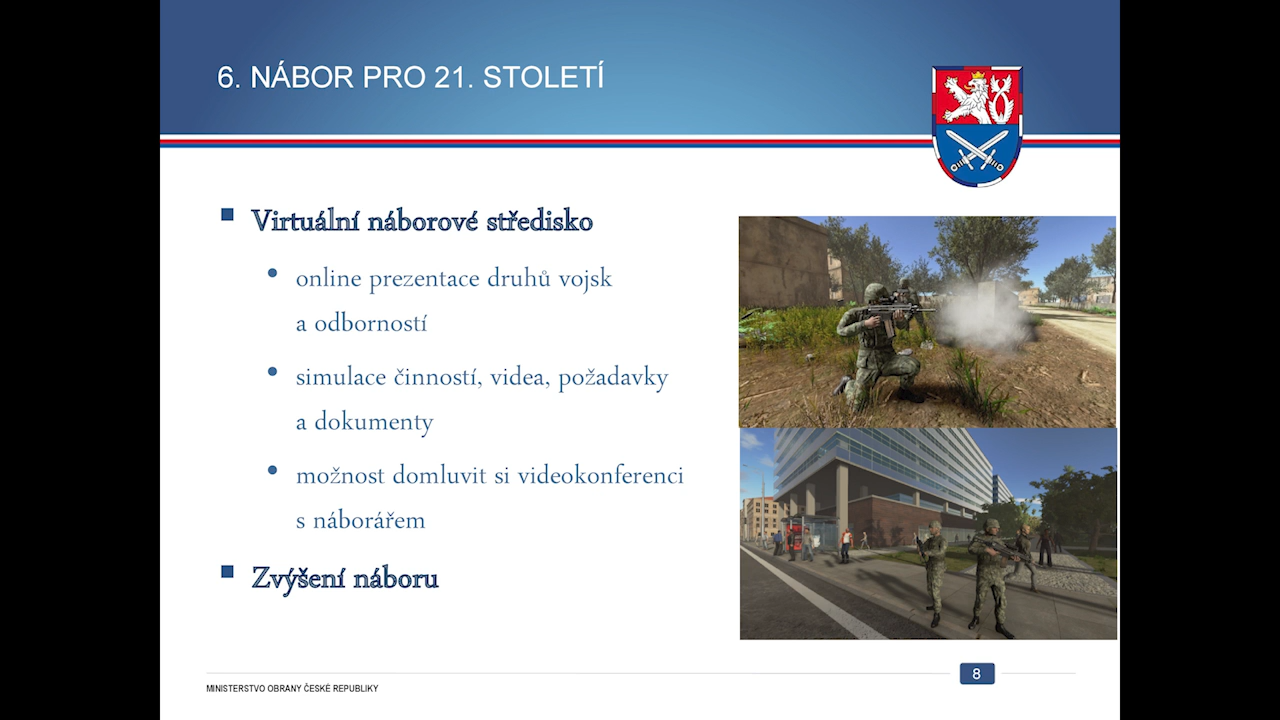 6. NÁBOR PRO 21. STOLETÍ
Virtuální náborové středisko
online prezentace druhů vojsk
a odborností
simulace činností, videa, požadavky
a dokumenty
možnost domluvit si videokonferenci
s náborářem
Zvýšení náboru
8
MINISTERSTVO OBRANY ČESKÉ REPUBLIKY